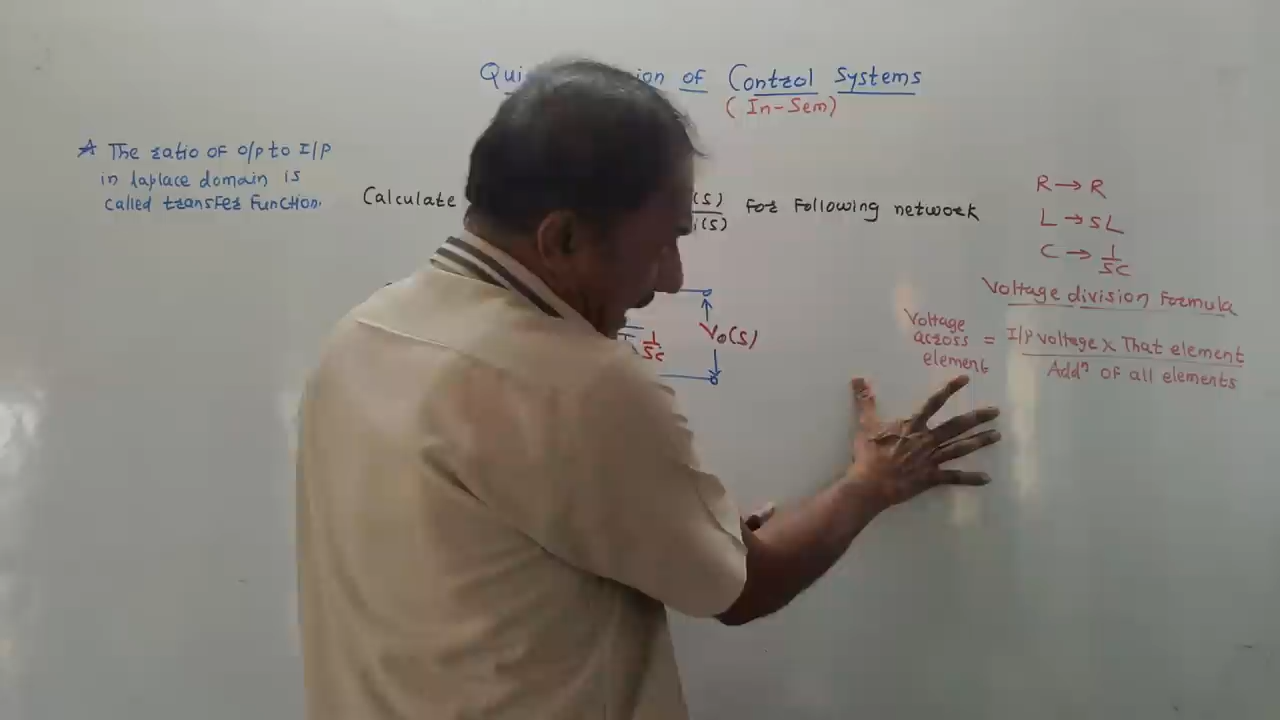 of Control Systems
(In-Sem)
* The ratio of O/P to I/P
in laplace domain is
called transfer function.
Calculate
(s)
i(s)
for following network
R → R
L → sL
C → 1/sC
1/sC
Vo(s)
Voltage division formula
Voltage across element = I/P voltage x That element / Addn of all elements